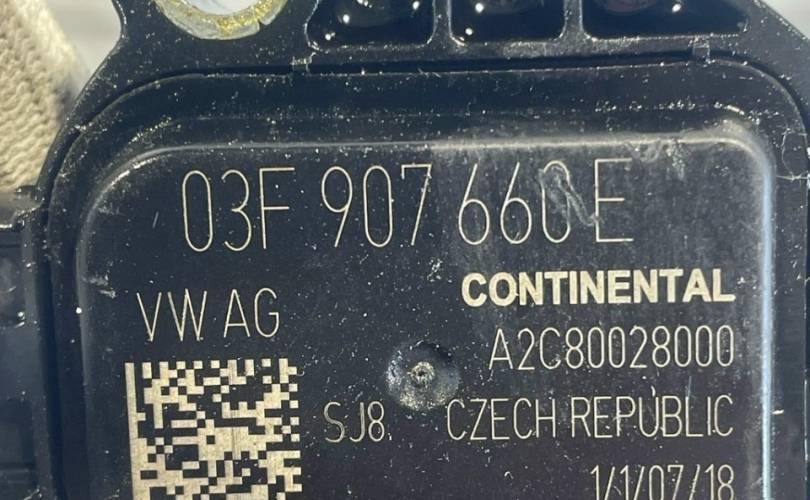 03F 907 660 E
CONTINENTAL
VW AG
A2C80028000
SJ8 CZECH REPUBLIC
1/1/07/18